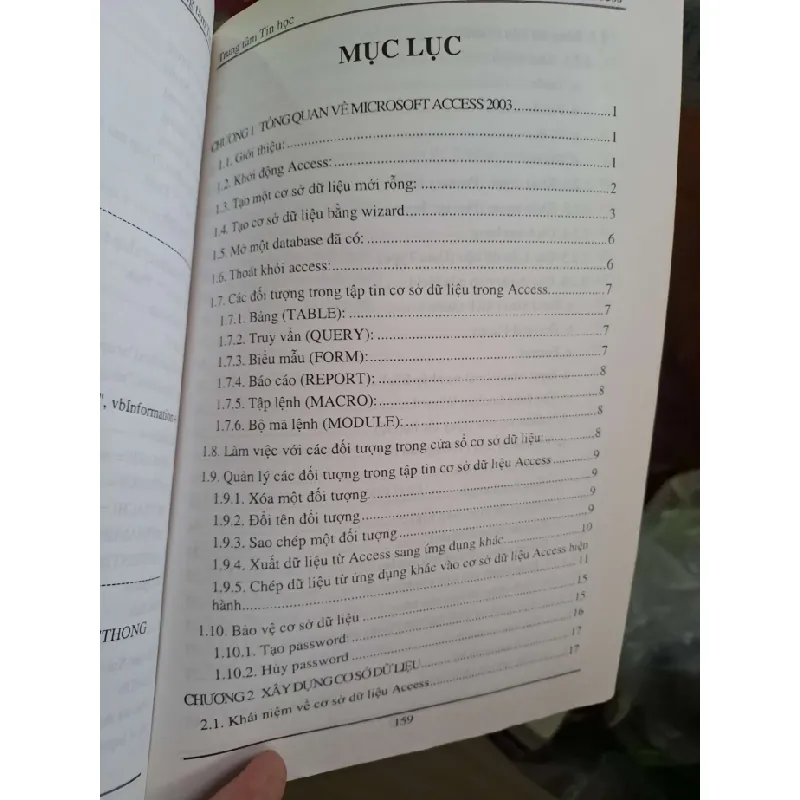 Trung tâm Tin học
MỤC LỤC
CHƯƠNG 1 TỔNG QUAN VỀ MICROSOFT ACCESS 2003 ..... 1
1.1. Giới thiệu: ..... 1
1.2. Khởi động Access: ..... 1
1.3. Tạo một cơ sở dữ liệu mới rỗng: ..... 2
1.4. Tạo cơ sở dữ liệu bằng wizard ..... 3
1.5. Mở một database đã có: ..... 6
1.6. Thoát khỏi access: ..... 6
1.7. Các đối tượng trong tập tin cơ sở dữ liệu trong Access ..... 7
1.7.1. Bảng (TABLE): ..... 7
1.7.2. Truy vấn (QUERY): ..... 7
1.7.3. Biểu mẫu (FORM): ..... 7
1.7.4. Báo cáo (REPORT): ..... 8
1.7.5. Tập lệnh (MACRO): ..... 8
1.7.6. Bộ mã lệnh (MODULE): ..... 8
1.8. Làm việc với các đối tượng trong cửa sổ cơ sở dữ liệu: ..... 8
1.9. Quản lý các đối tượng trong tập tin cơ sở dữ liệu Access ..... 9
1.9.1. Xóa một đối tượng ..... 9
1.9.2. Đổi tên đối tượng ..... 9
1.9.3. Sao chép một đối tượng ..... 9
1.9.4. Xuất dữ liệu từ Access sang ứng dụng khác ..... 10
1.9.5. Chép dữ liệu từ ứng dụng khác vào cơ sở dữ liệu Access hiện
hành ..... 11
1.10. Bảo vệ cơ sở dữ liệu ..... 15
1.10.1. Tạo password: ..... 15
1.10.2. Hủy password ..... 16
CHƯƠNG 2 XÂY DỰNG CƠ SỞ DỮ LIỆU ..... 17
2.1. Khái niệm về cơ sở dữ liệu Access ..... 17
159
", vbInformation-
THONG